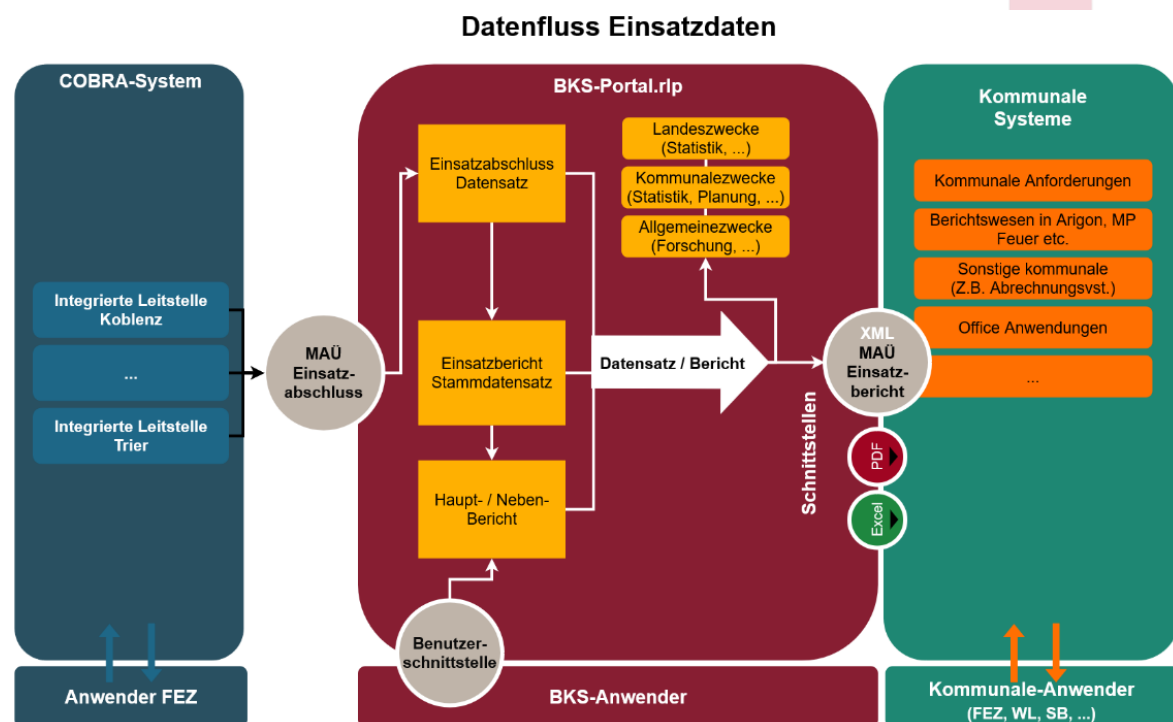 Datenfluss Einsatzdaten
COBRA-System
Integrierte Leitstelle
Koblenz
...
Integrierte Leitstelle
Trier
Anwender FEZ
MAÜ
Einsatz-
abschluss
BKS-Portal.rlp
Einsatzabschluss
Datensatz
Einsatzbericht
Stammdatensatz
Haupt- / Neben-
Bericht
Benutzer-
schnittstelle
Landeszwecke
(Statistik, ...)
Kommunalezwecke
(Statistik, Planung, ...)
Allgemeinezwecke
(Forschung, ...)
Datensatz / Bericht
Schnittstellen
BKS-Anwender
XML
MAÜ
Einsatz-
bericht
PDF
Excel
Kommunale
Systeme
Kommunale Anforderungen
Berichtswesen in Arigon, MP
Feuer etc.
Sonstige kommunale
(Z.B. Abrechnungsvst.)
Office Anwendungen
...
Kommunale-Anwender
(FEZ, WL, SB, ...)